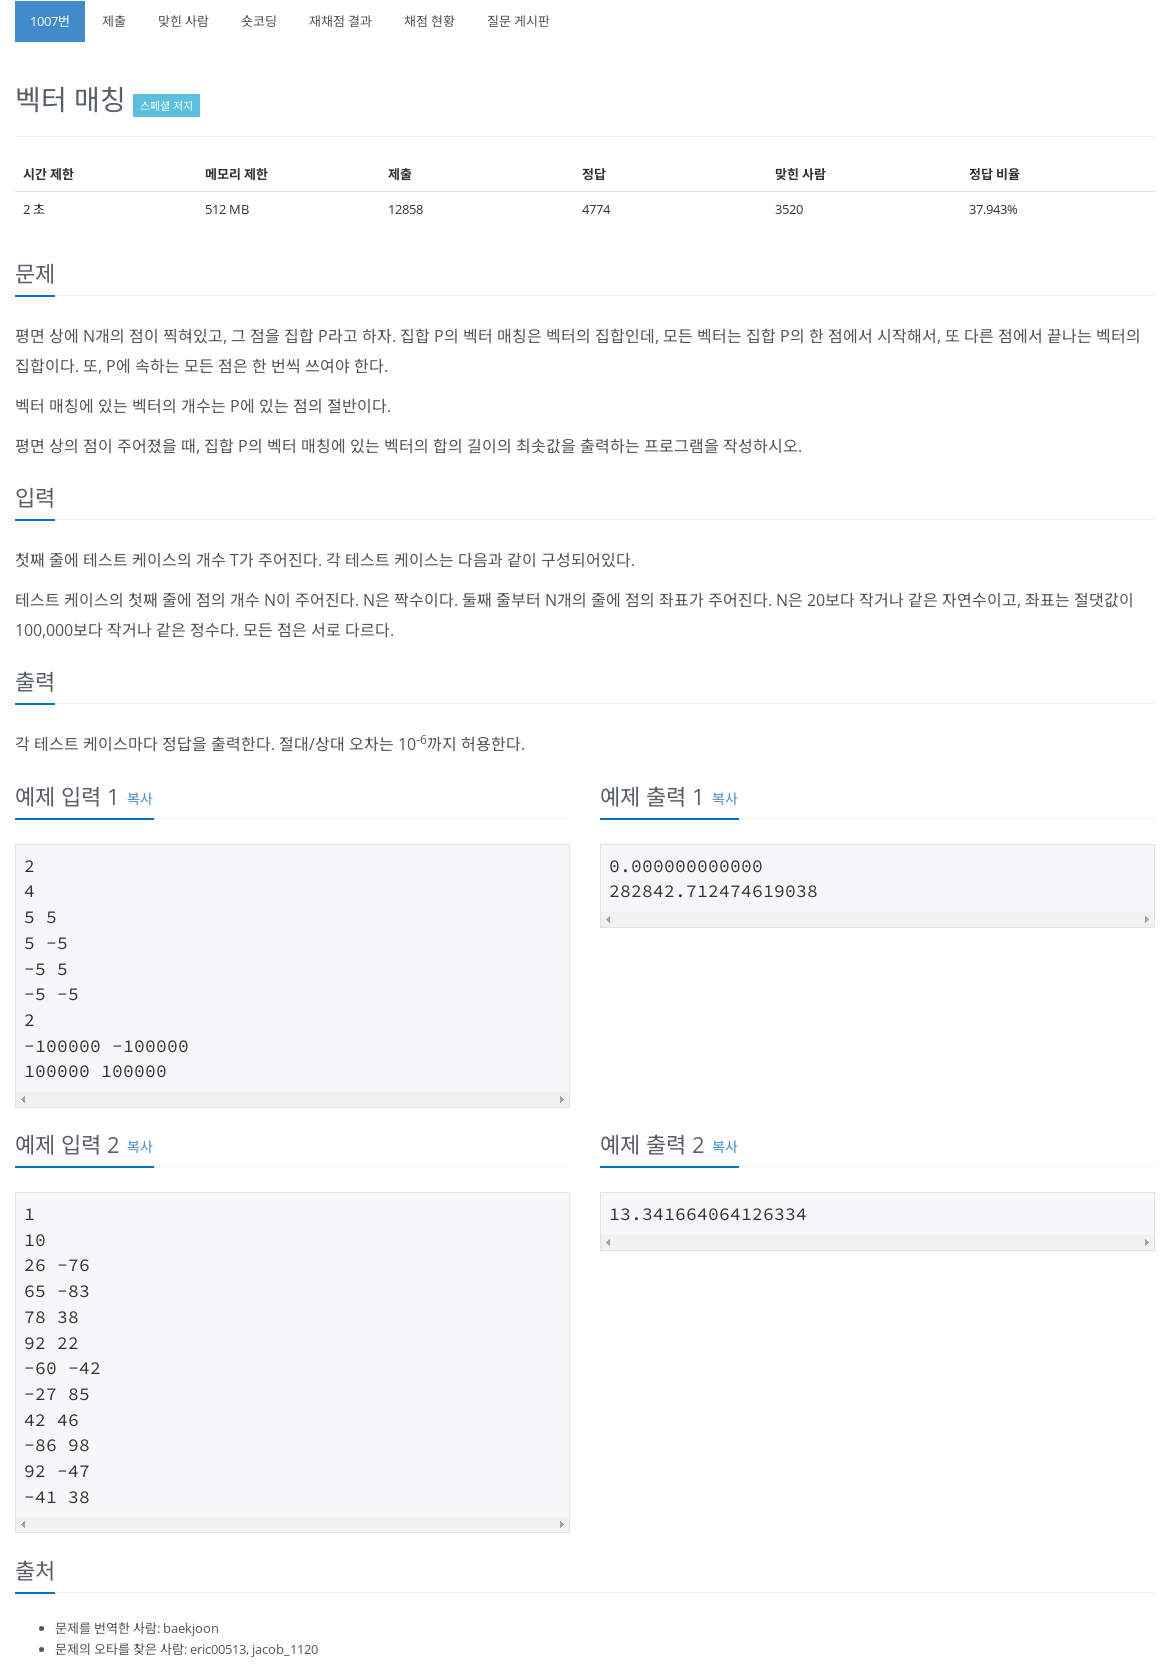 1007번 제출 맞힌 사람 숏코딩 재채점 결과 채점 현황 질문 게시판
벡터 매칭 스페셜 저지
시간 제한 메모리 제한 제출 정답 맞힌 사람 정답 비율
2 초 512 MB 12858 4774 3520 37.943%
문제
평면 상에 N개의 점이 찍혀있고, 그 점을 집합 P라고 하자. 집합 P의 벡터 매칭은 벡터의 집합인데, 모든 벡터는 집합 P의 한 점에서 시작해서, 또 다른 점에서 끝나는 벡터의
집합이다. 또, P에 속하는 모든 점은 한 번씩 쓰여야 한다.
벡터 매칭에 있는 벡터의 개수는 P에 있는 점의 절반이다.
평면 상의 점이 주어졌을 때, 집합 P의 벡터 매칭에 있는 벡터의 합의 길이의 최솟값을 출력하는 프로그램을 작성하시오.
입력
첫째 줄에 테스트 케이스의 개수 T가 주어진다. 각 테스트 케이스는 다음과 같이 구성되어있다.
테스트 케이스의 첫째 줄에 점의 개수 N이 주어진다. N은 짝수이다. 둘째 줄부터 N개의 줄에 점의 좌표가 주어진다. N은 20보다 작거나 같은 자연수이고, 좌표는 절댓값이
100,000보다 작거나 같은 정수다. 모든 점은 서로 다르다.
출력
각 테스트 케이스마다 정답을 출력한다. 절대/상대 오차는 10-6까지 허용한다.
예제 입력 1 복사
2
4
5 5
5 -5
-5 5
-5 -5
2
-100000 -100000
100000 100000
예제 출력 1 복사
0.000000000000
282842.712474619038
예제 입력 2 복사
1
10
26 -76
65 -83
78 38
92 22
-60 -42
-27 85
42 46
-86 98
92 -47
-41 38
예제 출력 2 복사
13.341664064126334
출처
문제를 번역한 사람: baekjoon
문제의 오타를 찾은 사람: eric00513, jacob_1120